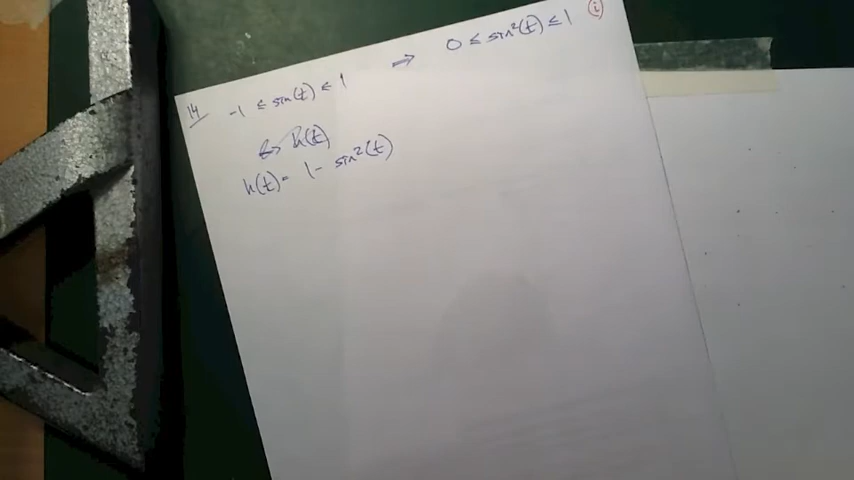 14 -1 ≤ sin(t) ≤ 1 ⇒ 0 ≤ sin²(t) ≤ 1 (i)
h(t)
h(t) = 1 - sin²(t)